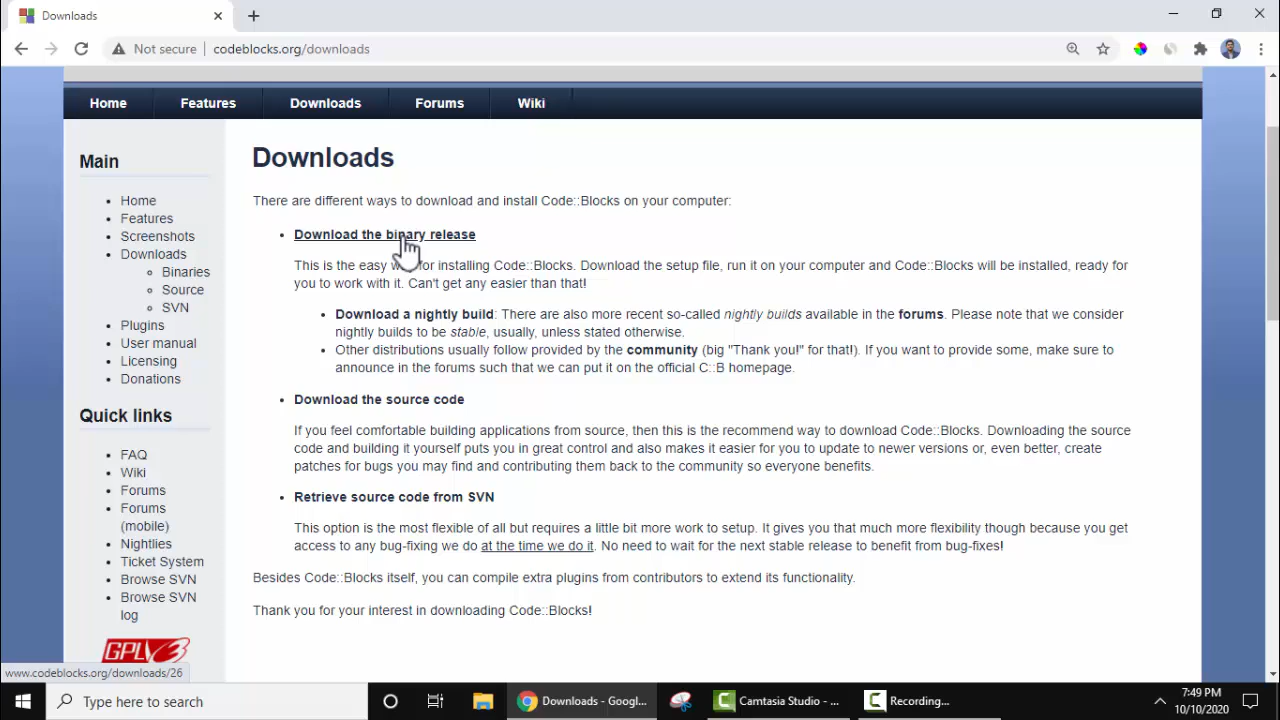 Downloads
Not secure
codeblocks.org/downloads
Home
Features
Downloads
Forums
Wiki
Main
Home
Features
Screenshots
Downloads
Binaries
Source
SVN
Plugins
User manual
Licensing
Donations
Quick links
FAQ
Wiki
Forums
Forums
(mobile)
Nightlies
Ticket System
Browse SVN
Browse SVN
log
GPLv3
Downloads
There are different ways to download and install Code::Blocks on your computer:
Download the binary release
This is the easy way for installing Code::Blocks. Download the setup file, run it on your computer and Code::Blocks will be installed, ready for
you to work with it. Can't get any easier than that!
Download a nightly build: There are also more recent so-called nightly builds available in the forums. Please note that we consider
nightly builds to be stable, usually, unless stated otherwise.
Other distributions usually follow provided by the community (big "Thank you!" for that!). If you want to provide some, make sure to
announce in the forums such that we can put it on the official C::B homepage.
Download the source code
If you feel comfortable building applications from source, then this is the recommend way to download Code::Blocks. Downloading the source
code and building it yourself puts you in great control and also makes it easier for you to update to newer versions or, even better, create
patches for bugs you may find and contributing them back to the community so everyone benefits.
Retrieve source code from SVN
This option is the most flexible of all but requires a little bit more work to setup. It gives you that much more flexibility though because you get
access to any bug-fixing we do at the time we do it. No need to wait for the next stable release to benefit from bug-fixes!
Besides Code::Blocks itself, you can compile extra plugins from contributors to extend its functionality.
Thank you for your interest in downloading Code::Blocks!
www.codeblocks.org/downloads/26
Type here to search
Downloads - Googl...
Camtasia Studio - ...
Recording...
7:49 PM
10/10/2020